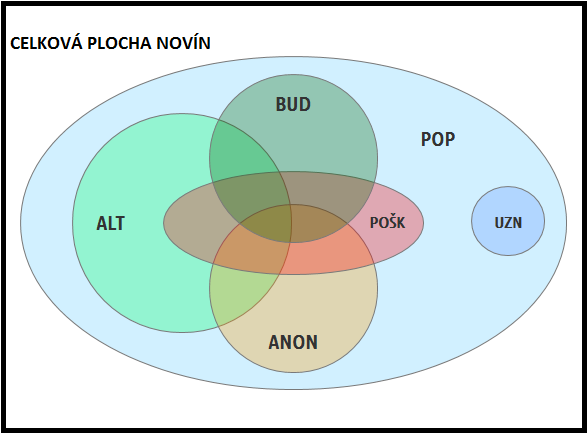 CELKOVÁ PLOCHA NOVÍN
BUD
POP
ALT
POŠK
UZN
ANON